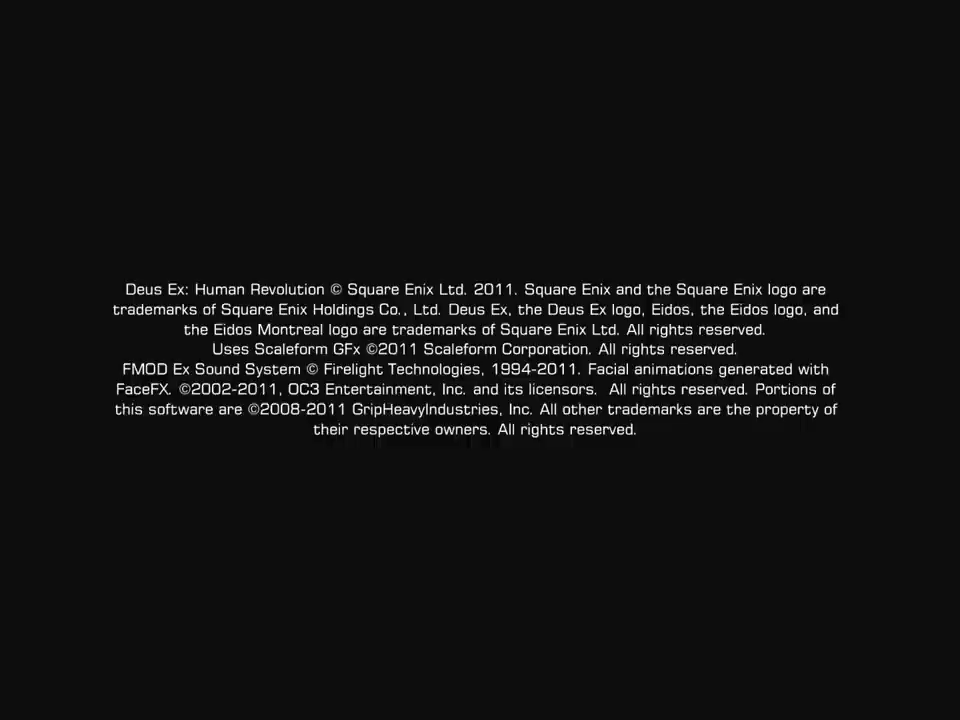 Deus Ex: Human Revolution © Square Enix Ltd. 2011. Square Enix and the Square Enix logo are
trademarks of Square Enix Holdings Co., Ltd. Deus Ex, the Deus Ex logo, Eidos, the Eidos logo, and
the Eidos Montreal logo are trademarks of Square Enix Ltd. All rights reserved.
Uses Scaleform GFx ©2011 Scaleform Corporation. All rights reserved.
FMOD Ex Sound System © Firelight Technologies, 1994-2011. Facial animations generated with
FaceFX. ©2002-2011, OC3 Entertainment, Inc. and its licensors.  All rights reserved. Portions of
this software are ©2008-2011 GripHeavyIndustries, Inc. All other trademarks are the property of
their respective owners. All rights reserved.